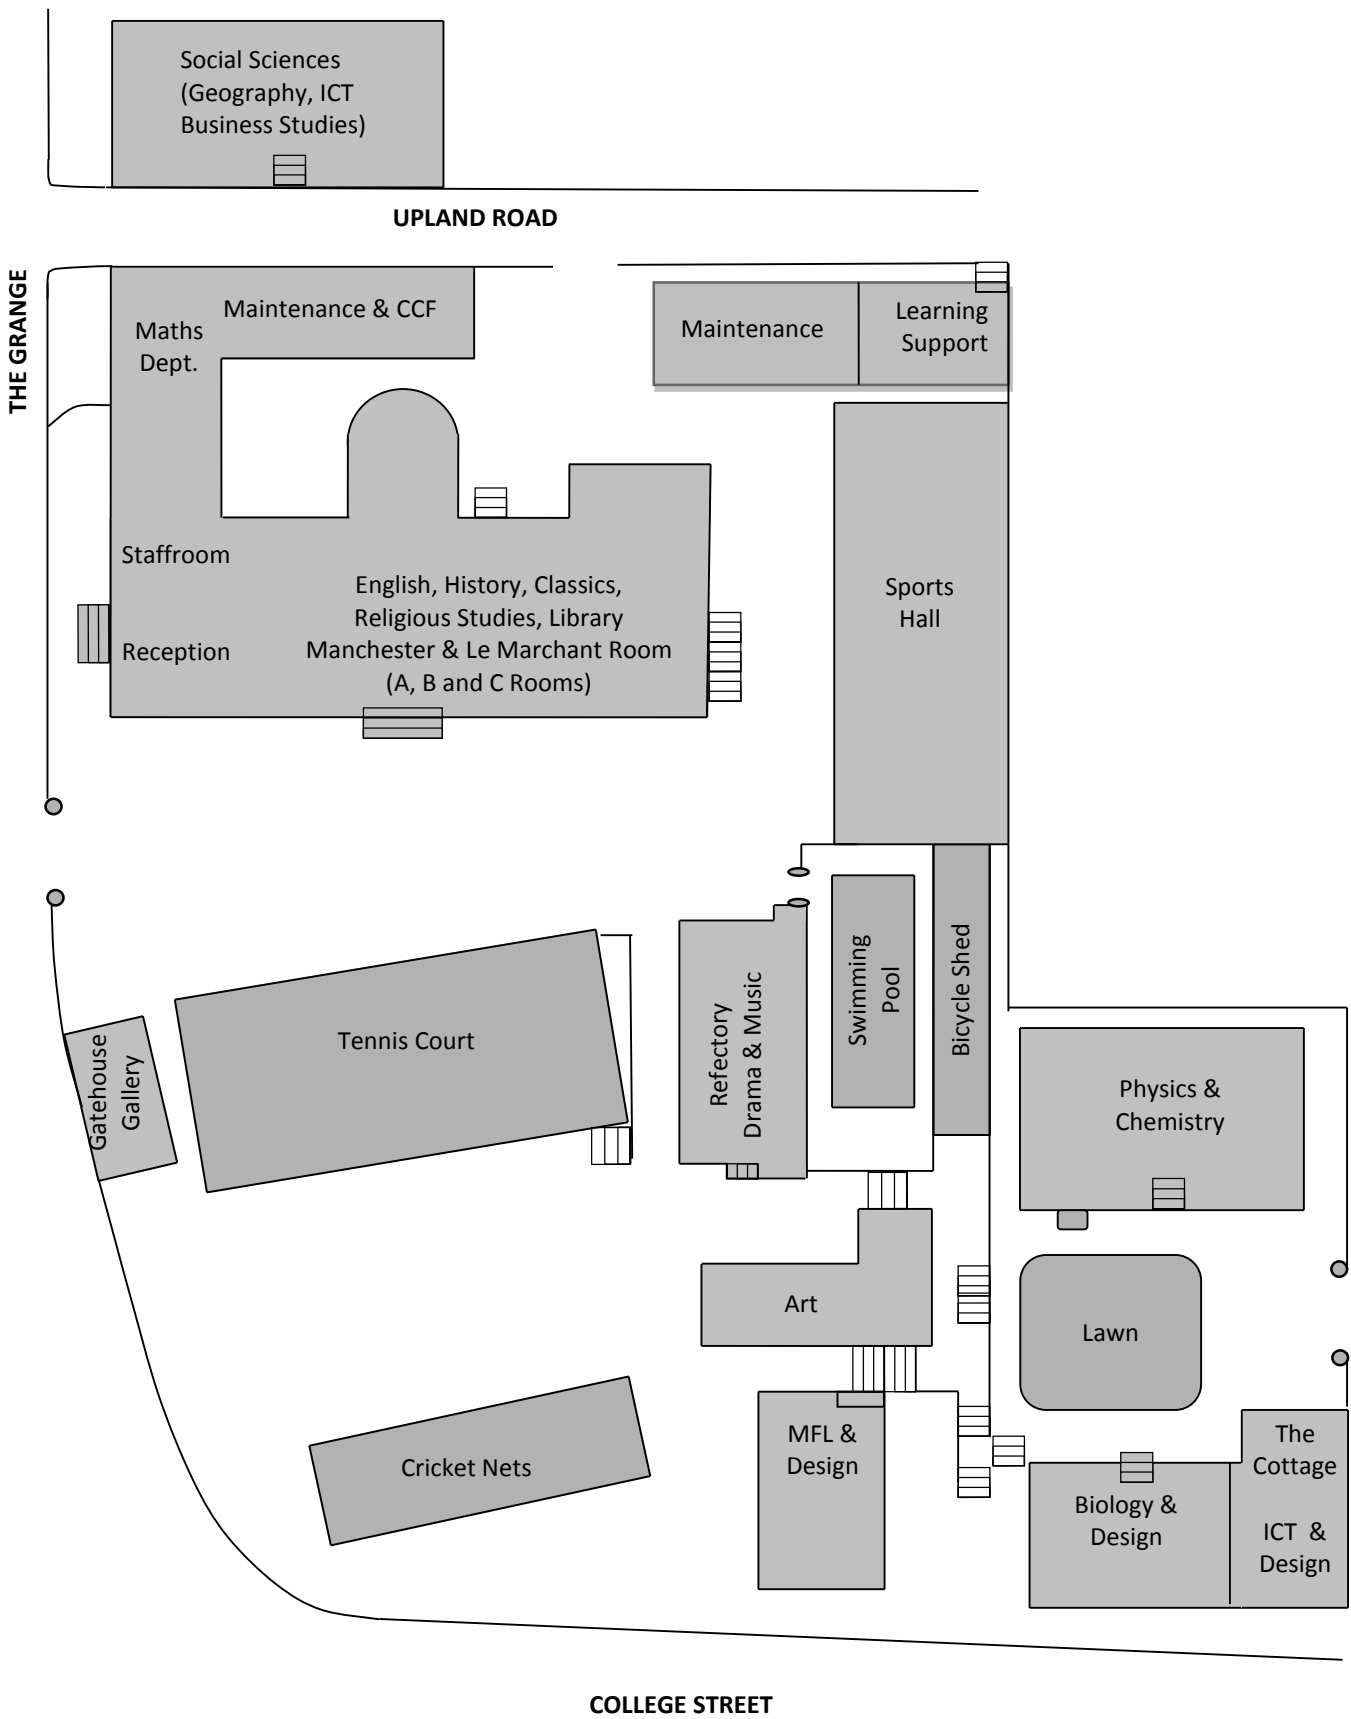 Social Sciences
(Geography, ICT
Business Studies)
UPLAND ROAD
THE GRANGE
Maintenance & CCF
Maths
Dept.
Maintenance
Learning
Support
Staffroom
Reception
English, History, Classics,
Religious Studies, Library
Manchester & Le Marchant Room
(A, B and C Rooms)
Sports
Hall
Tennis Court
Gatehouse
Gallery
Refectory
Drama & Music
Swimming
Pool
Bicycle Shed
Physics &
Chemistry
Art
Lawn
Cricket Nets
MFL &
Design
Biology &
Design
The
Cottage
ICT  &
Design
COLLEGE STREET